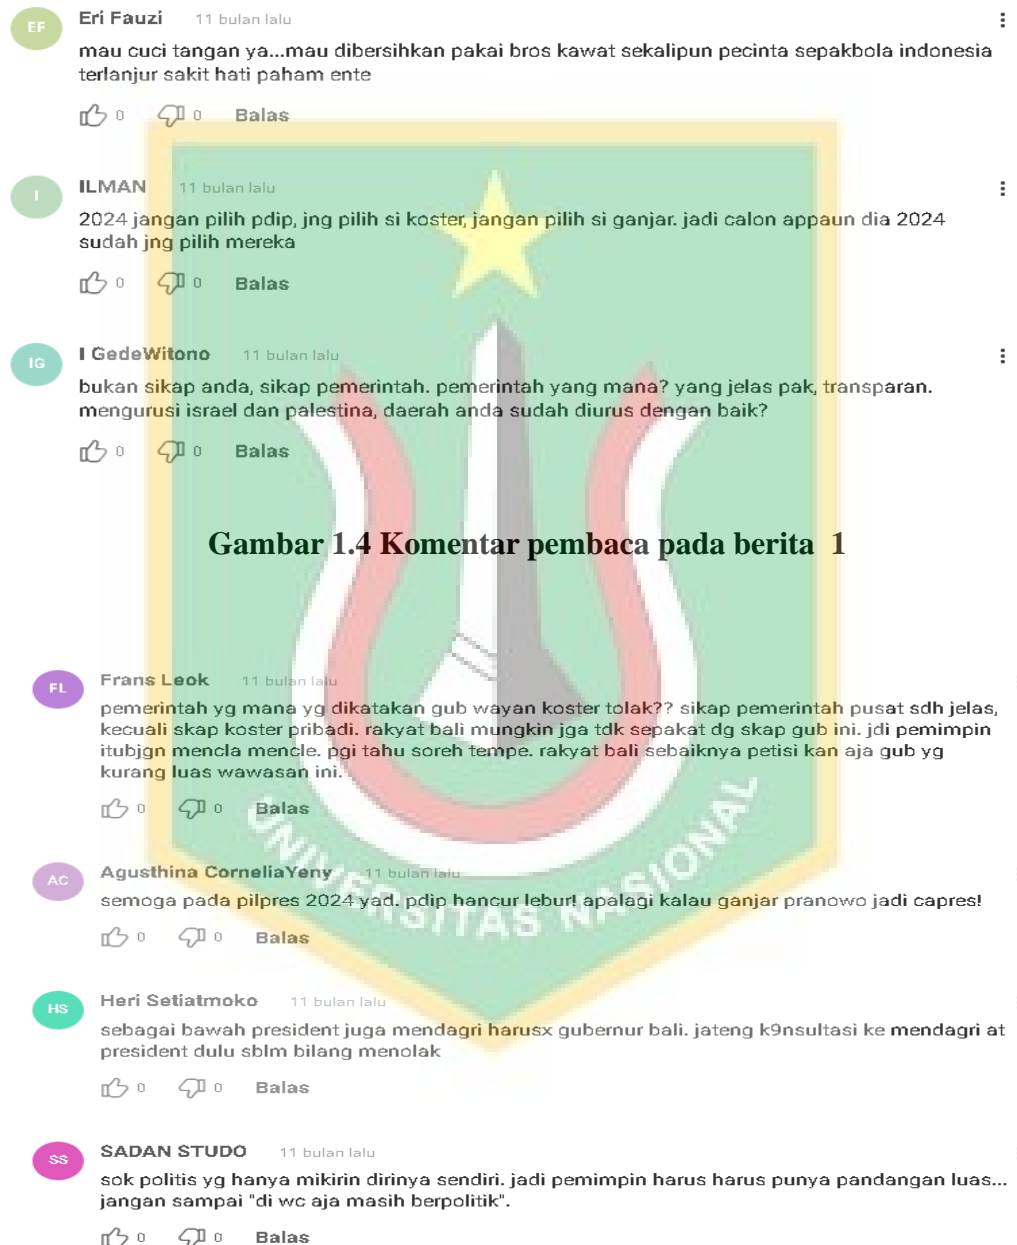 EF
Eri Fauzi 11 bulan lalu
mau cuci tangan ya...mau dibersihkan pakai bros kawat sekalipun pecinta sepakbola indonesia
terlanjur sakit hati paham ente
0 0 Balas
I
ILMAN 11 bulan lalu
2024 jangan pilih pdip, jng pilih si koster, jangan pilih si ganjar. jadi calon appaun dia 2024
sudah jng pilih mereka
0 0 Balas
IG
I GedeWitono 11 bulan lalu
bukan sikap anda, sikap pemerintah. pemerintah yang mana? yang jelas pak, transparan.
mengurusi israel dan palestina, daerah anda sudah diurus dengan baik?
0 0 Balas
Gambar 1.4 Komentar pembaca pada berita 1
FL
Frans Leok 11 bulan lalu
pemerintah yg mana yg dikatakan gub wayan koster tolak?? sikap pemerintah pusat sdh jelas,
kecuali skap koster pribadi. rakyat bali mungkin jga tdk sepakat dg skap gub ini. jdi pemimpin
itubjgn mencla mencle. pgi tahu soreh tempe. rakyat bali sebaiknya petisi kan aja gub yg
kurang luas wawasan ini.
0 0 Balas
AC
Agusthina CorneliaYeny 11 bulan lalu
semoga pada pilpres 2024 yad. pdip hancur lebur! apalagi kalau ganjar pranowo jadi capres!
0 0 Balas
UNIVERSITAS NASIONAL
HS
Heri Setiatmoko 11 bulan lalu
sebagai bawah president juga mendagri harusx gubernur bali. jateng k9nsultasi ke mendagri at
president dulu sblm bilang menolak
0 0 Balas
SS
SADAN STUDO 11 bulan lalu
sok politis yg hanya mikirin dirinya sendiri. jadi pemimpin harus harus punya pandangan luas...
jangan sampai "di wc aja masih berpolitik".
0 0 Balas